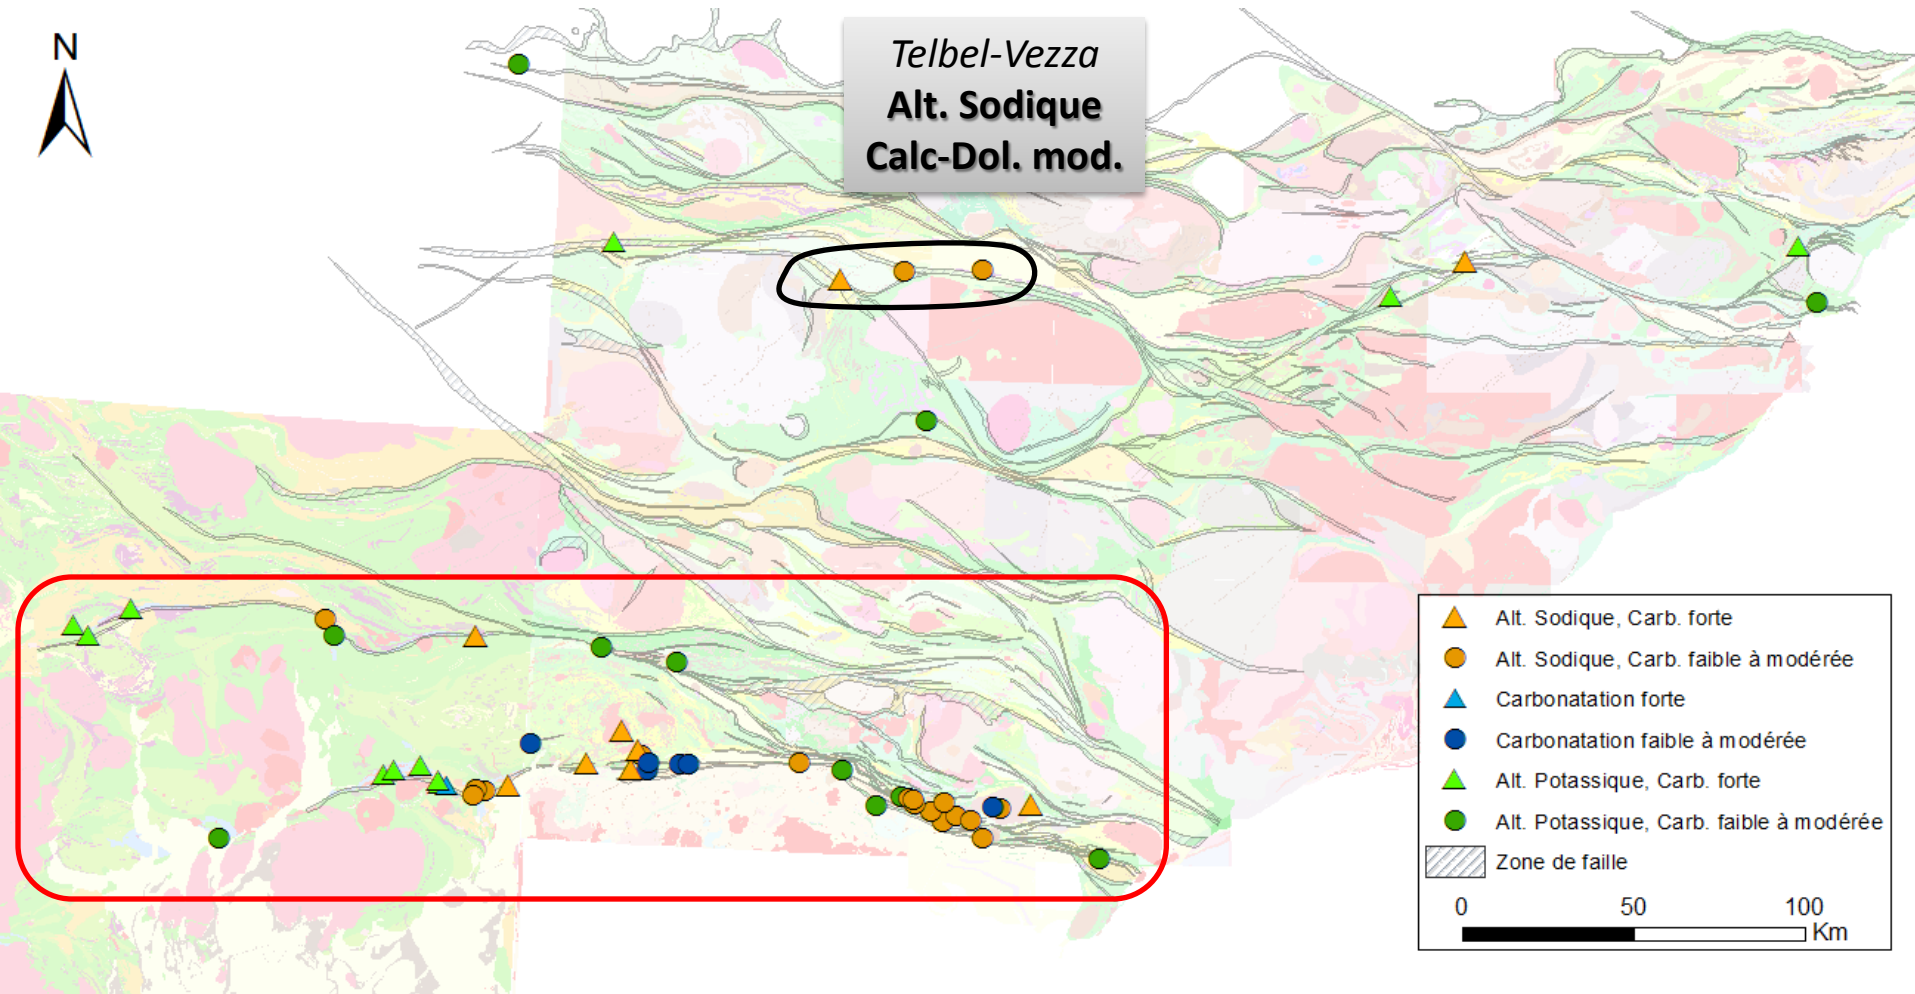 N
Telbel-Vezza
Alt. Sodique
Calc-Dol. mod.
Alt. Sodique, Carb. forte
Alt. Sodique, Carb. faible à modérée
Carbonatation forte
Carbonatation faible à modérée
Alt. Potassique, Carb. forte
Alt. Potassique, Carb. faible à modérée
Zone de faille
0 50 100
Km